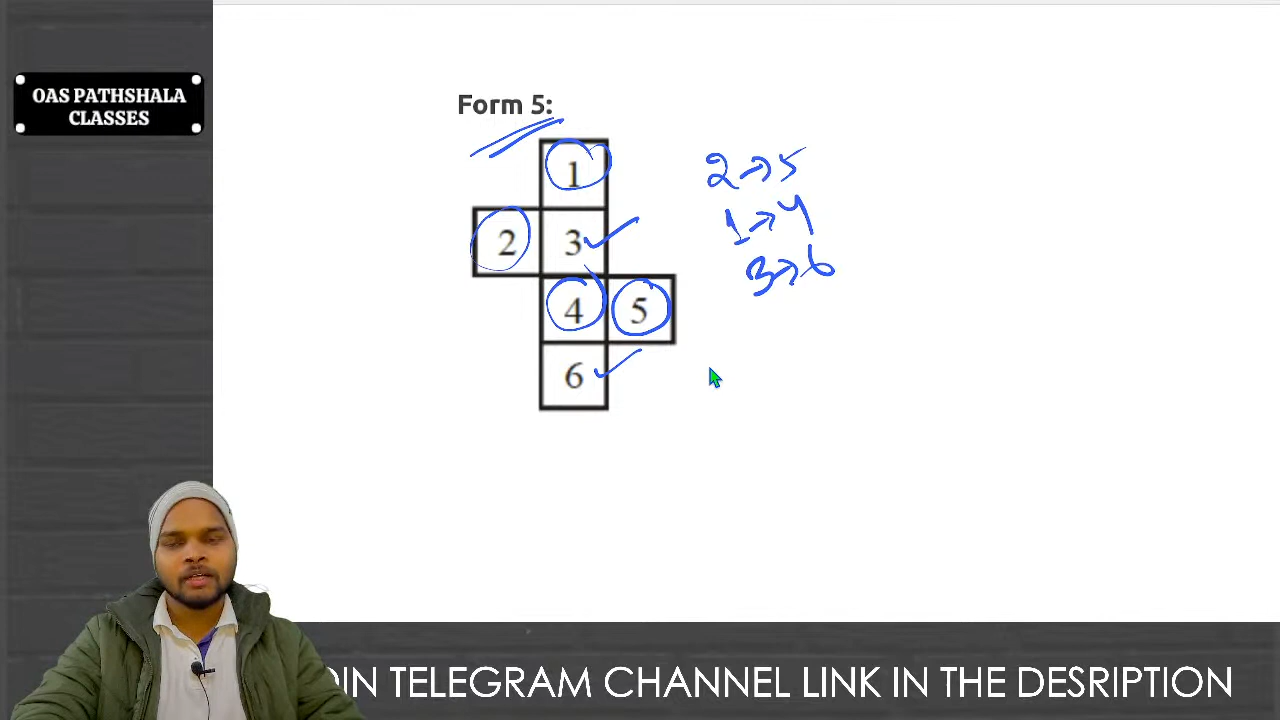 OAS PATHSHALA
CLASSES
Form 5:
1
2 3
4 5
6
2→5
1→4
3→6
OIN TELEGRAM CHANNEL LINK IN THE DESRIPTION